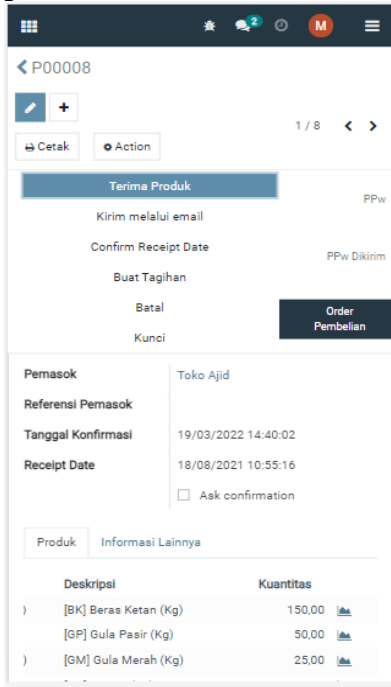 2
M
P00008
1 / 8
Cetak
Action
Terima Produk
PPw
Kirim melalui email
Confirm Receipt Date
PPw Dikirim
Buat Tagihan
Batal
Order
Pembelian
Kunci
Pemasok Toko Ajid
Referensi Pemasok
Tanggal Konfirmasi 19/03/2022 14:40:02
Receipt Date 18/08/2021 10:55:16
Ask confirmation
Produk Informasi Lainnya
Deskripsi Kuantitas
) [BK] Beras Ketan (Kg) 150,00
[GP] Gula Pasir (Kg) 50,00
) [GM] Gula Merah (Kg) 25,00